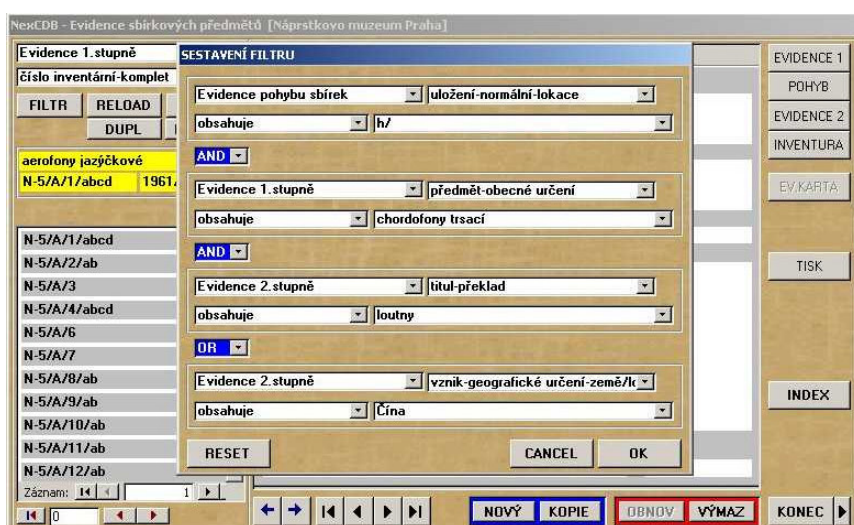 NexCDB - Evidence sbírkových předmětů [Náprstkovo muzeum Praha]
Evidence 1.stupně
číslo inventární-komplet
FILTR RELOAD
DUPL
aerofony jazýčkové
N-5/A/1/abcd 1961
N-5/A/1/abcd
N-5/A/2/ab
N-5/A/3
N-5/A/4/abcd
N-5/A/6
N-5/A/7
N-5/A/8/ab
N-5/A/9/ab
N-5/A/10/ab
N-5/A/11/ab
N-5/A/12/ab
Záznam: 1
0
SESTAVENÍ FILTRU
Evidence pohybu sbírek uložení-normální-lokace
obsahuje h/
AND
Evidence 1.stupně předmět-obecné určení
obsahuje chordofony trsací
AND
Evidence 2.stupně titul-překlad
obsahuje loutny
OR
Evidence 2.stupně vznik-geografické určení-země/lo
obsahuje Čína
RESET CANCEL OK
NOVÝ KOPIE OBNOV VÝMAZ
EVIDENCE 1
POHYB
EVIDENCE 2
INVENTURA
EV.KARTA
TISK
INDEX
KONEC